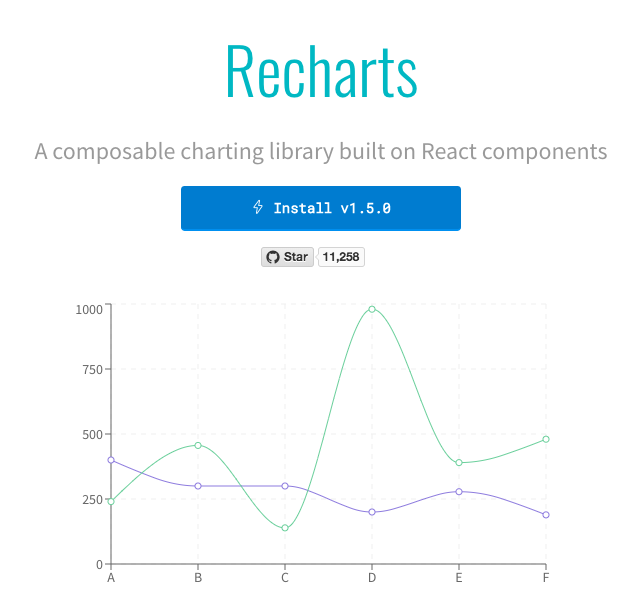 Recharts
A composable charting library built on React components
Install v1.5.0
Star 11,258
1000
750
500
250
0
A B C D E F